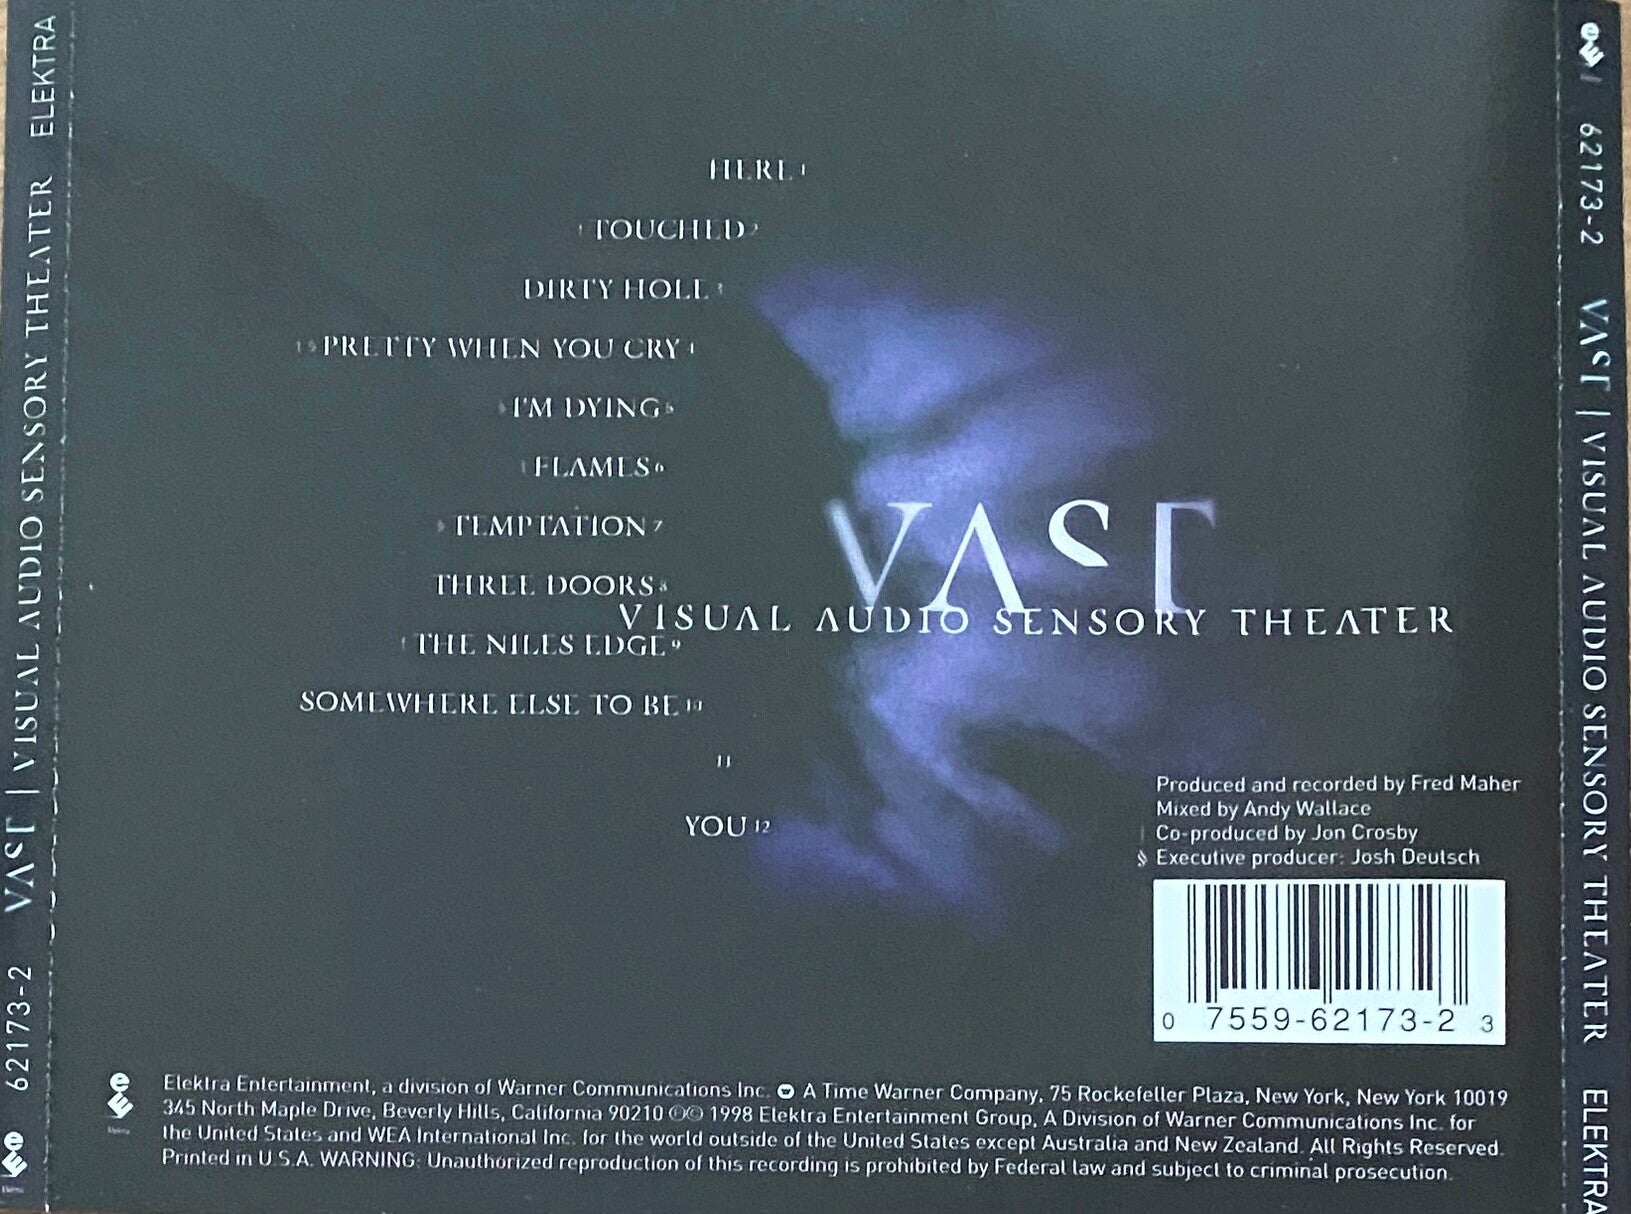 VAST | VISUAL AUDIO SENSORY THEATER ELEKTRA
62173-2
HERE 1
TOUCHED 2
DIRTY HOLE 3
PRETTY WHEN YOU CRY 4
I'M DYING 5
FLAMES 6
TEMPTATION 7
THREE DOORS 8
THE NILES EDGE 9
SOMEWHERE ELSE TO BE 10
11
YOU 12
VAST
VISUAL AUDIO SENSORY THEATER
Produced and recorded by Fred Maher
Mixed by Andy Wallace
Co-produced by Jon Crosby
§ Executive producer: Josh Deutsch
0 7559-62173-2 3
Elektra Entertainment, a division of Warner Communications Inc. A Time Warner Company, 75 Rockefeller Plaza, New York, New York 10019
345 North Maple Drive, Beverly Hills, California 90210 ℗© 1998 Elektra Entertainment Group, A Division of Warner Communications Inc. for
the United States and WEA International Inc. for the world outside of the United States except Australia and New Zealand. All Rights Reserved.
Printed in U.S.A. WARNING: Unauthorized reproduction of this recording is prohibited by Federal law and subject to criminal prosecution.
62173-2 VAST | VISUAL AUDIO SENSORY THEATER ELEKTRA